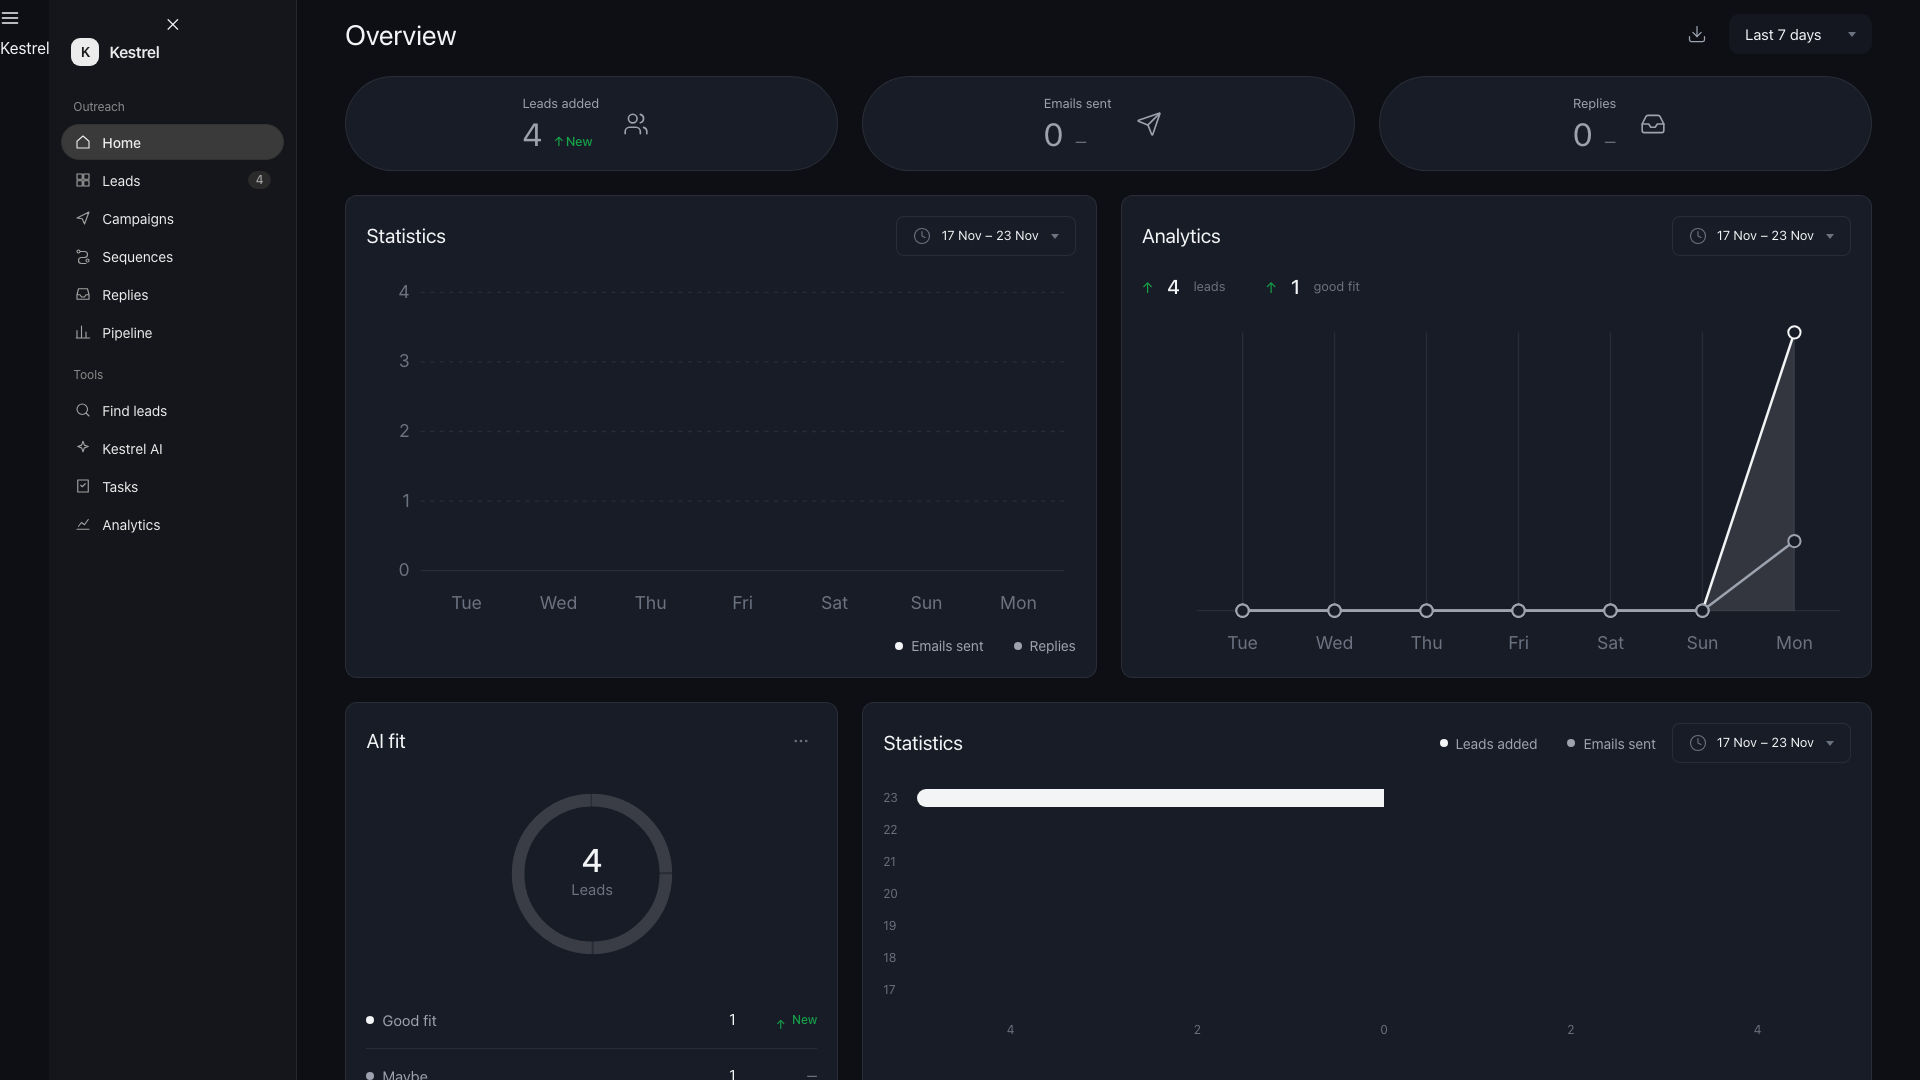 Kestrel
K Kestrel
Outreach
Home
Leads 4
Campaigns
Sequences
Replies
Pipeline
Tools
Find leads
Kestrel AI
Tasks
Analytics
Overview
Last 7 days
Leads added
4 ↑ New
Emails sent
0 –
Replies
0 –
Statistics
17 Nov – 23 Nov
4
3
2
1
0
Tue Wed Thu Fri Sat Sun Mon
Emails sent Replies
Analytics
17 Nov – 23 Nov
↑ 4 leads ↑ 1 good fit
Tue Wed Thu Fri Sat Sun Mon
AI fit
4
Leads
Good fit 1 ↑ New
Maybe 1 –
Statistics
Leads added Emails sent
17 Nov – 23 Nov
23
22
21
20
19
18
17
4 2 0 2 4